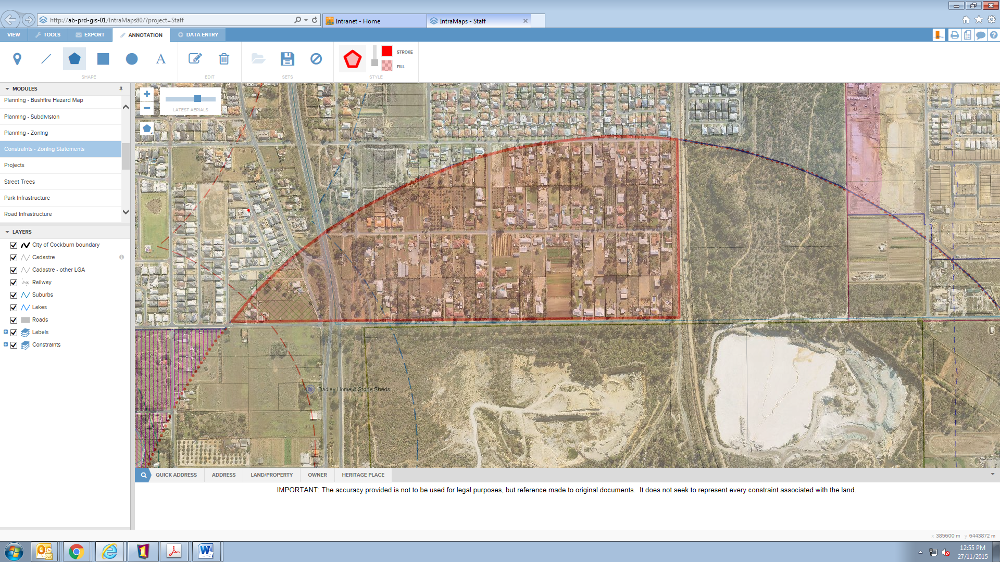 http://ab-prd-gis-01/IntraMaps80/?project=Staff
Intranet - Home
IntraMaps - Staff
VIEW
TOOLS
EXPORT
ANNOTATION
DATA ENTRY
A
STROKE
FILL
SHAPE
EDIT
SETS
STYLE
MODULES
Planning - Bushfire Hazard Map
Planning - Subdivision
Planning - Zoning
Constraints - Zoning Statements
Projects
Street Trees
Park Infrastructure
Road Infrastructure
LAYERS
City of Cockburn boundary
Cadastre
Cadastre - other LGA
Railway
Suburbs
Lakes
Roads
Labels
Constraints
LATEST AERIALS
Dadley Home & Stone Sheds
QUICK ADDRESS
ADDRESS
LAND/PROPERTY
OWNER
HERITAGE PLACE
IMPORTANT: The accuracy provided is not to be used for legal purposes, but reference made to original documents. It does not seek to represent every constraint associated with the land.
x 385600 m y 6443872 m
12:55 PM
27/11/2015